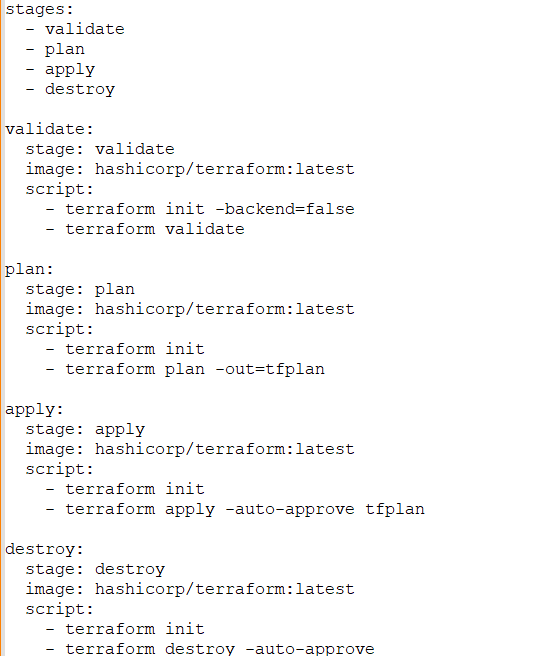 stages:
  - validate
  - plan
  - apply
  - destroy

validate:
  stage: validate
  image: hashicorp/terraform:latest
  script:
    - terraform init -backend=false
    - terraform validate

plan:
  stage: plan
  image: hashicorp/terraform:latest
  script:
    - terraform init
    - terraform plan -out=tfplan

apply:
  stage: apply
  image: hashicorp/terraform:latest
  script:
    - terraform init
    - terraform apply -auto-approve tfplan

destroy:
  stage: destroy
  image: hashicorp/terraform:latest
  script:
    - terraform init
    - terraform destroy -auto-approve